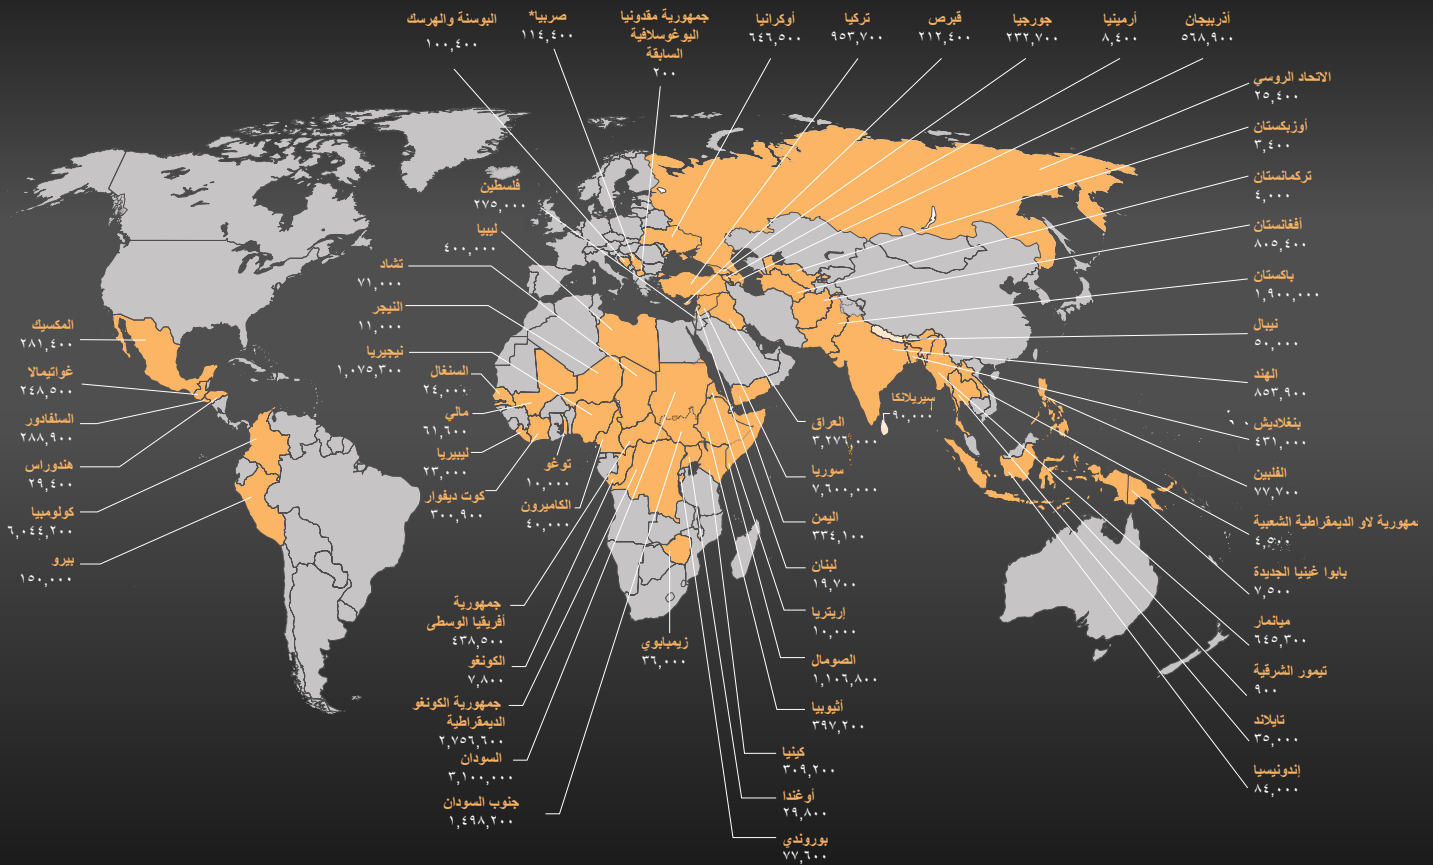 البوسنة والهرسك
١٠٠,٤٠٠
صربيا*
١١٤,٤٠٠
جمهورية مقدونيا
اليوغوسلافية
السابقة
٢٠٠
أوكرانيا
٦٤٦,٥٠٠
تركيا
٩٥٣,٧٠٠
قبرص
٢١٢,٤٠٠
جورجيا
٢٣٢,٧٠٠
أرمينيا
٨,٤٠٠
أذربيجان
٥٦٨,٩٠٠
الاتحاد الروسي
٢٥,٤٠٠
أوزبكستان
٣,٤٠٠
تركمانستان
٤,٠٠٠
أفغانستان
٨٠٥,٤٠٠
باكستان
١,٩٠٠,٠٠٠
نيبال
٥٠,٠٠٠
الهند
٨٥٣,٩٠٠
بنغلاديش
٤٣١,٠٠٠
الفلبين
٧٧,٧٠٠
جمهورية لاو الديمقراطية الشعبية
٤,٥٠٠
بابوا غينيا الجديدة
٧,٥٠٠
ميانمار
٦٤٥,٣٠٠
تيمور الشرقية
٩٠٠
تايلاند
٣٥,٠٠٠
إندونيسيا
٨٤,٠٠٠
سيريلانكا
٩٠,٠٠٠
فلسطين
٢٧٥,٠٠٠
ليبيا
٤٠٠,٠٠٠
تشاد
٧١,٠٠٠
النيجر
١١,٠٠٠
نيجيريا
١,٠٧٥,٣٠٠
السنغال
٢٤,٠٠٠
مالي
٦١,٦٠٠
ليبيريا
٢٣,٠٠٠
كوت ديفوار
٣٠٠,٩٠٠
توغو
١٠,٠٠٠
الكاميرون
٤٠,٠٠٠
المكسيك
٢٨١,٤٠٠
غواتيمالا
٢٤٨,٥٠٠
السلفادور
٢٨٨,٩٠٠
هندوراس
٢٩,٤٠٠
كولومبيا
٦,٠٤٤,٢٠٠
بيرو
١٥٠,٠٠٠
العراق
٣,٢٧٦,٠٠٠
سوريا
٧,٦٠٠,٠٠٠
اليمن
٣٣٤,١٠٠
لبنان
١٩,٧٠٠
إريتريا
١٠,٠٠٠
الصومال
١,١٠٦,٨٠٠
أثيوبيا
٣٩٧,٢٠٠
كينيا
٣٠٩,٢٠٠
أوغندا
٢٩,٨٠٠
بوروندي
٧٧,٦٠٠
زيمبابوي
٣٦,٠٠٠
جمهورية
أفريقيا الوسطى
٤٣٨,٥٠٠
الكونغو
٧,٨٠٠
جمهورية الكونغو
الديمقراطية
٢,٧٥٦,٦٠٠
السودان
٣,١٠٠,٠٠٠
جنوب السودان
١,٤٩٨,٢٠٠